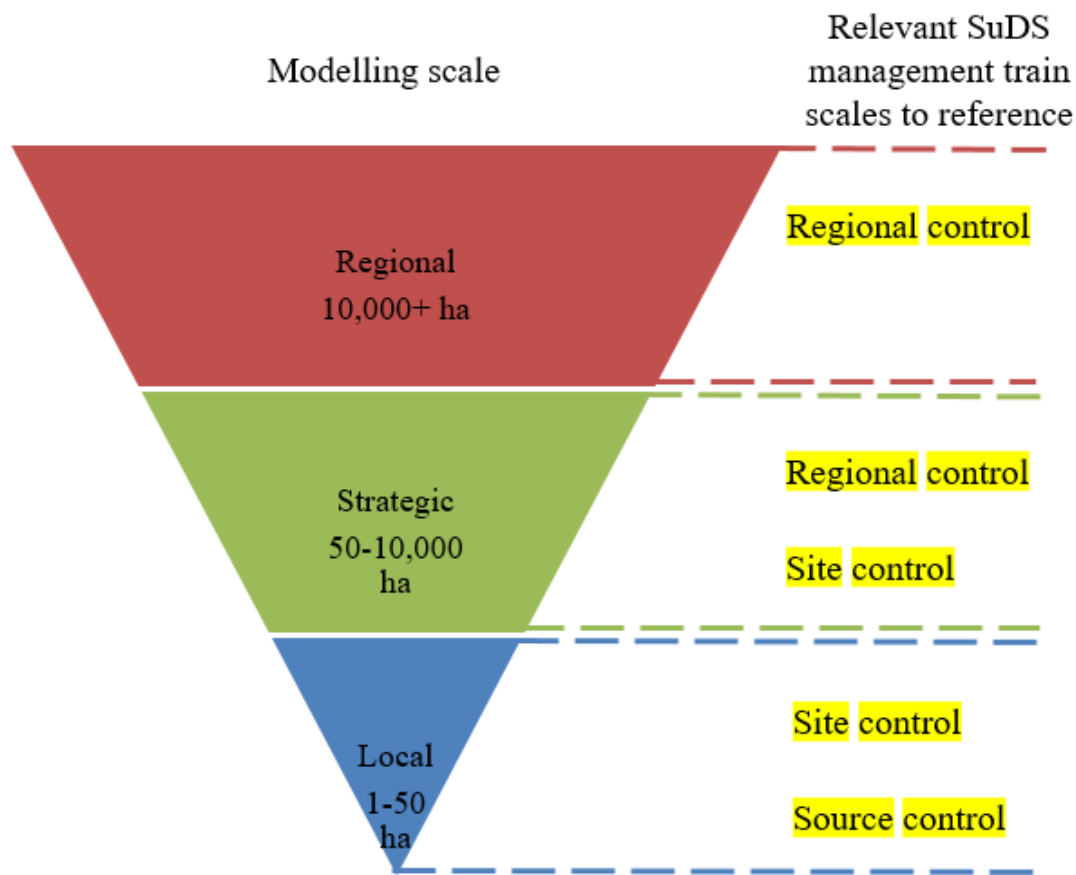 Modelling scale
Relevant SuDS
management train
scales to reference
Regional
10,000+ ha
Regional control
Strategic
50-10,000
ha
Regional control
Site control
Local
1-50
ha
Site control
Source control